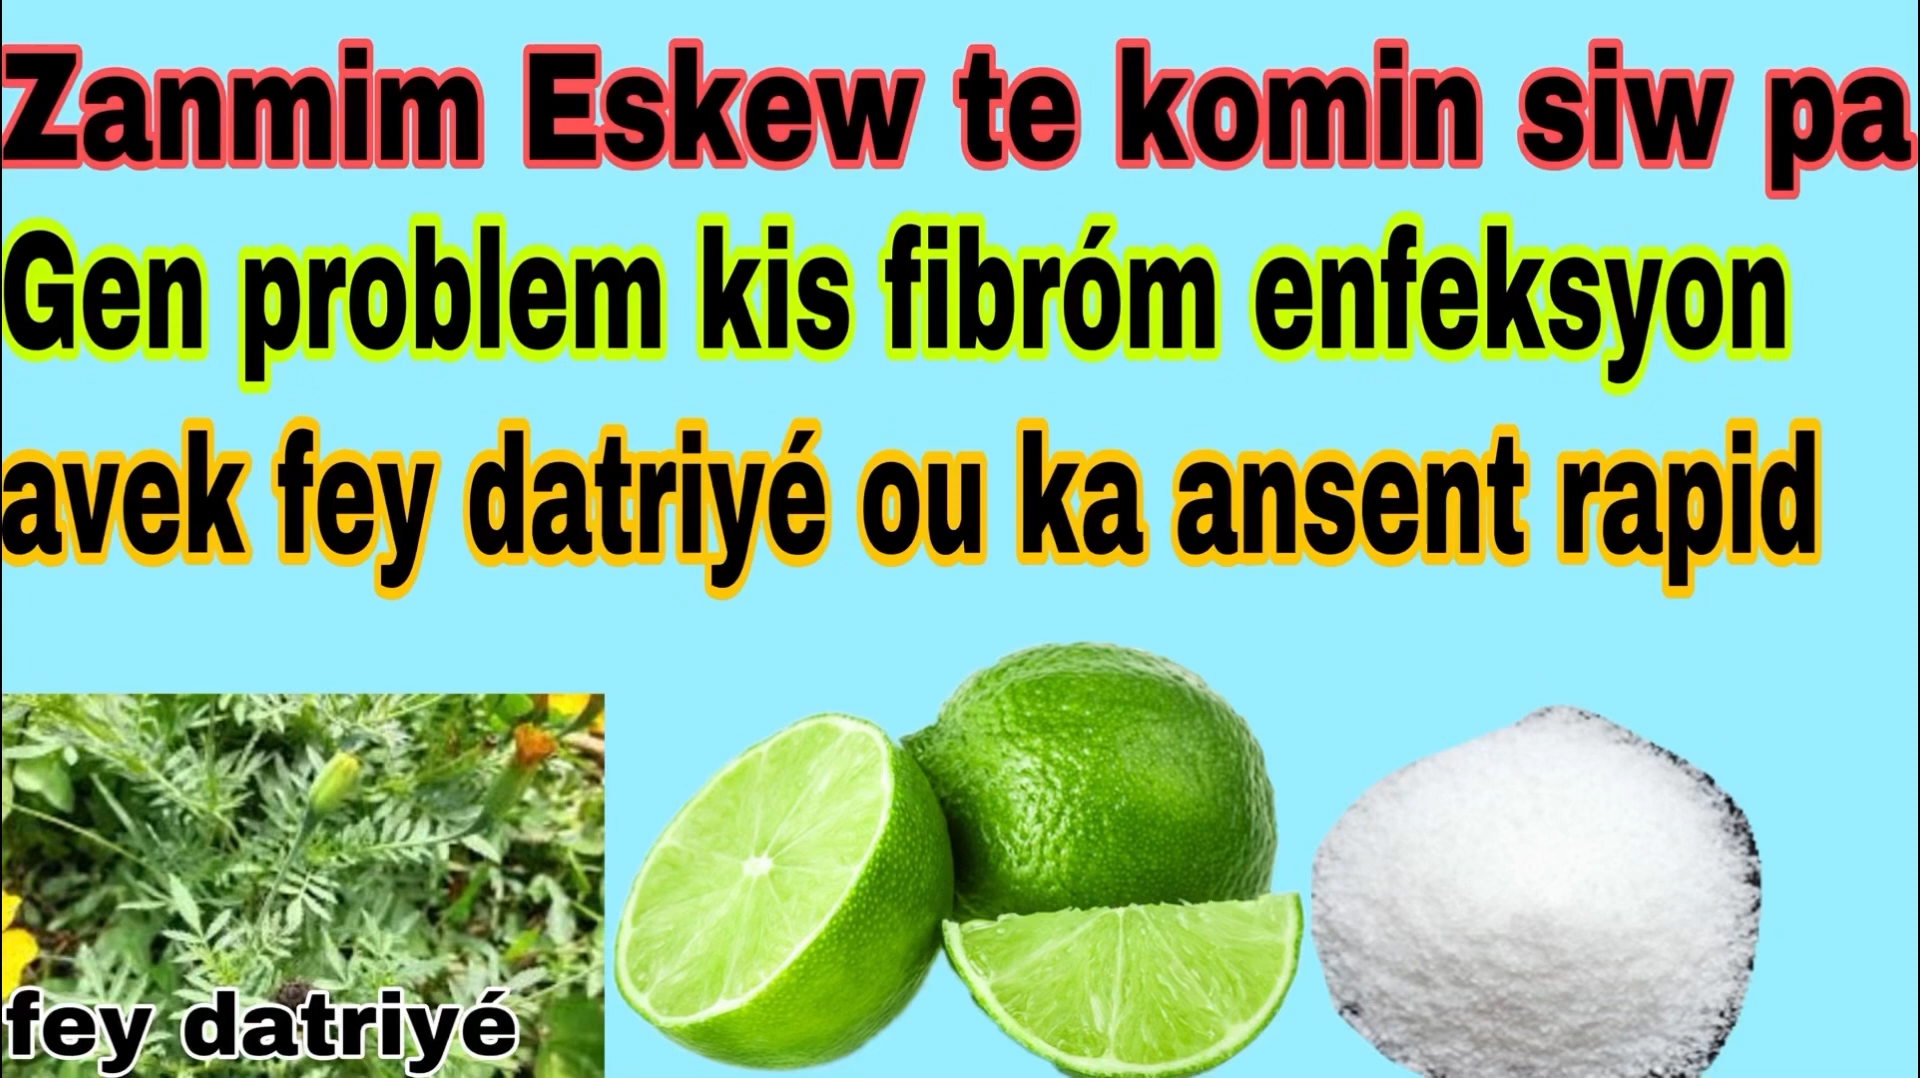 Zanmim Eskew te komin siw pa
Gen problem kis fibróm enfeksyon
avek fey datriyé ou ka ansent rapid
fey datriyé